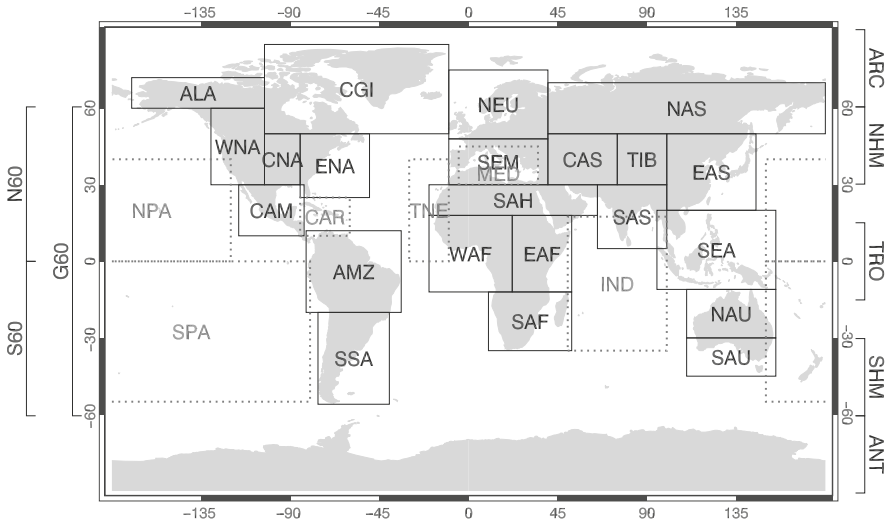 −135 −90 −45 0 45 90 135
ARC
ALA CGI NEU NAS
60 60
WNA CNA ENA SEM MED CAS TIB EAS NHM
N60
30 30
NPA CAM CAR TNE SAH SAS
G60
WAF EAF SEA TRO
0 0
AMZ IND
SPA SAF NAU
S60
−30 −30
SSA SAU SHM
−60 −60
ANT
−135 −90 −45 0 45 90 135